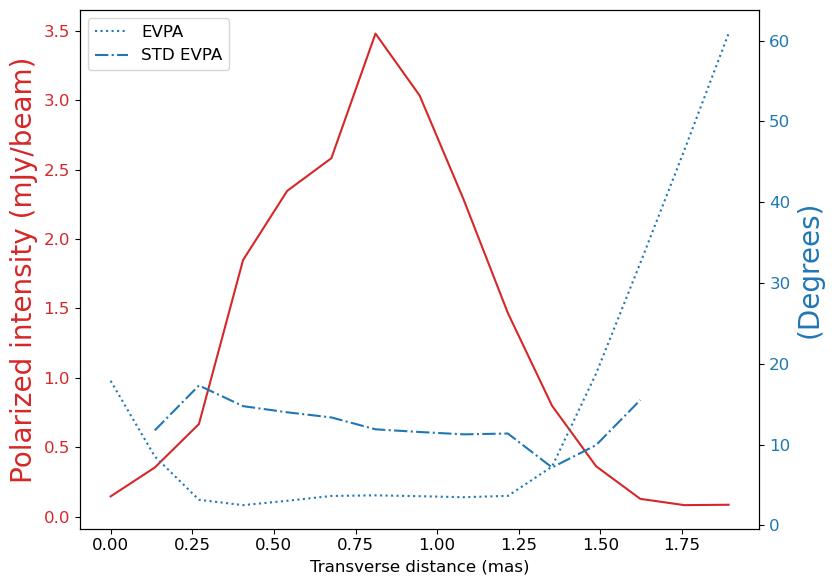 EVPA
STD EVPA
Polarized intensity (mJy/beam)
3.5
3.0
2.5
2.0
1.5
1.0
0.5
0.0
60
50
40
30
20
10
0
(Degrees)
0.00 0.25 0.50 0.75 1.00 1.25 1.50 1.75
Transverse distance (mas)